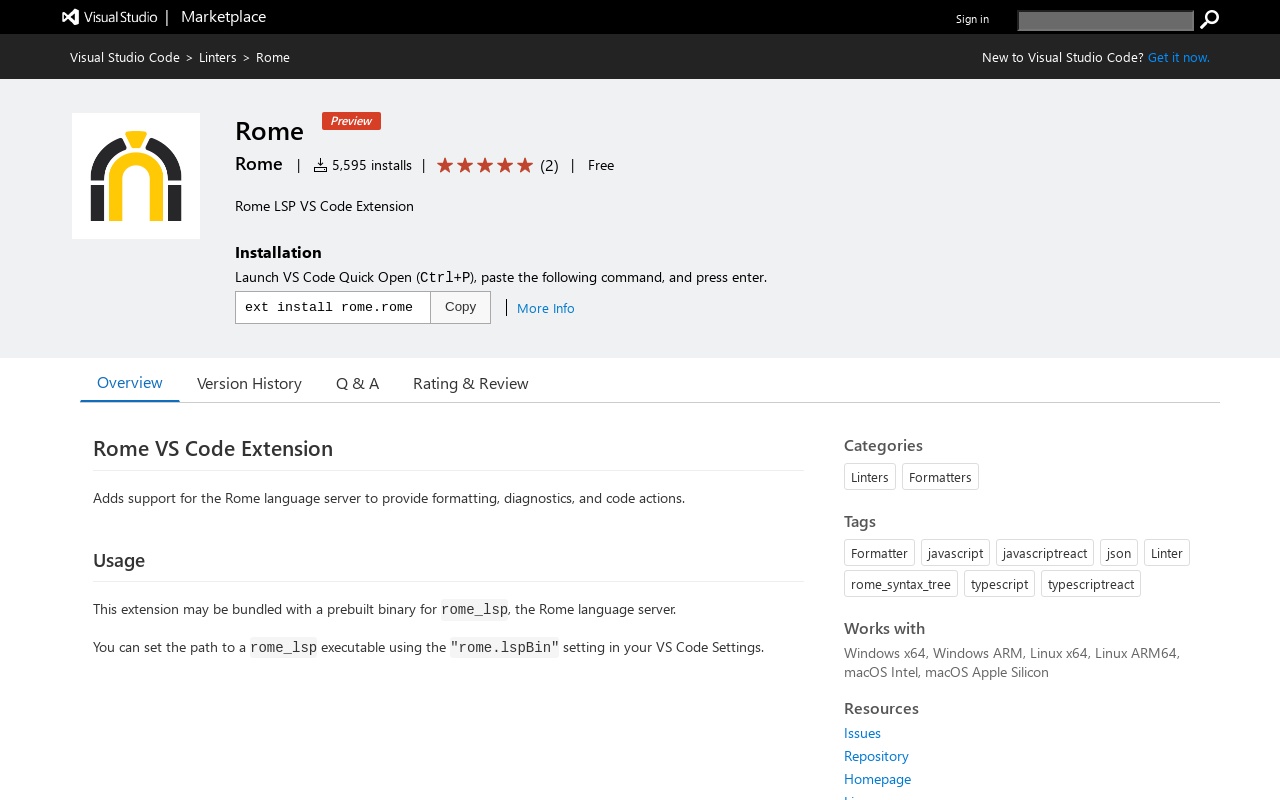 Visual Studio | Marketplace
Sign in
Visual Studio Code > Linters > Rome
New to Visual Studio Code? Get it now.
Rome Preview
Rome | 5,595 installs | (2) | Free
Rome LSP VS Code Extension
Installation
Launch VS Code Quick Open (Ctrl+P), paste the following command, and press enter.
ext install rome.rome Copy | More Info
Overview Version History Q & A Rating & Review
Rome VS Code Extension
Adds support for the Rome language server to provide formatting, diagnostics, and code actions.
Usage
This extension may be bundled with a prebuilt binary for rome_lsp, the Rome language server.
You can set the path to a rome_lsp executable using the "rome.lspBin" setting in your VS Code Settings.
Categories
Linters Formatters
Tags
Formatter javascript javascriptreact json Linter
rome_syntax_tree typescript typescriptreact
Works with
Windows x64, Windows ARM, Linux x64, Linux ARM64,
macOS Intel, macOS Apple Silicon
Resources
Issues
Repository
Homepage